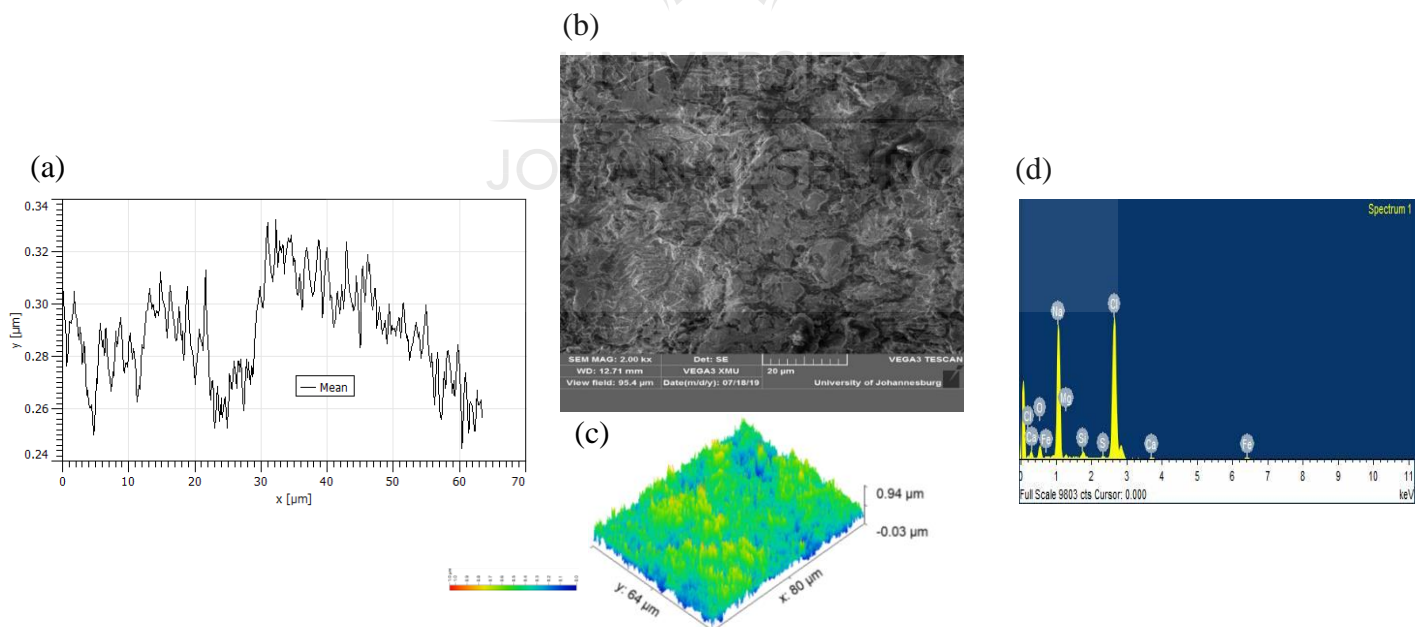 (b)
UNIVERSITY
(a)
0.34
0.32
0.30
0.28
0.26
0.24
y [µm]
Mean
0 10 20 30 40 50 60 70
x [µm]
SEM MAG: 2.00 kx Det: SE VEGA3 TESCAN
WD: 12.71 mm VEGA3 XMU 20 µm
View field: 95.4 µm Date(m/d/y): 07/18/19 University of Johannesburg
(c)
0.94 µm
-0.03 µm
y: 64 µm
x: 80 µm
(d)
Spectrum 1
Cl
Na
O
Mg
Cl
Ca
Fe
Si
S
Ca
Fe
0 1 2 3 4 5 6 7 8 9 10 11
Full Scale 9803 cts Cursor: 0.000 keV